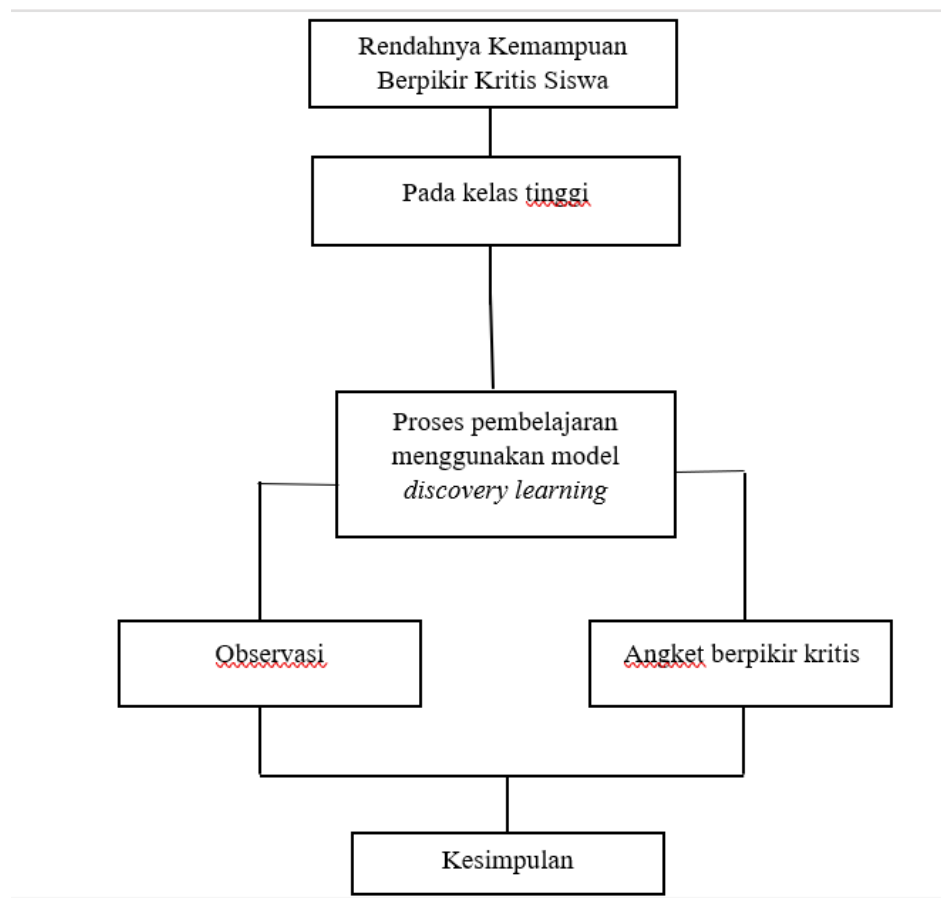 Rendahnya Kemampuan
Berpikir Kritis Siswa
Pada kelas tinggi
Proses pembelajaran
menggunakan model
discovery learning
Observasi
Angket berpikir kritis
Kesimpulan